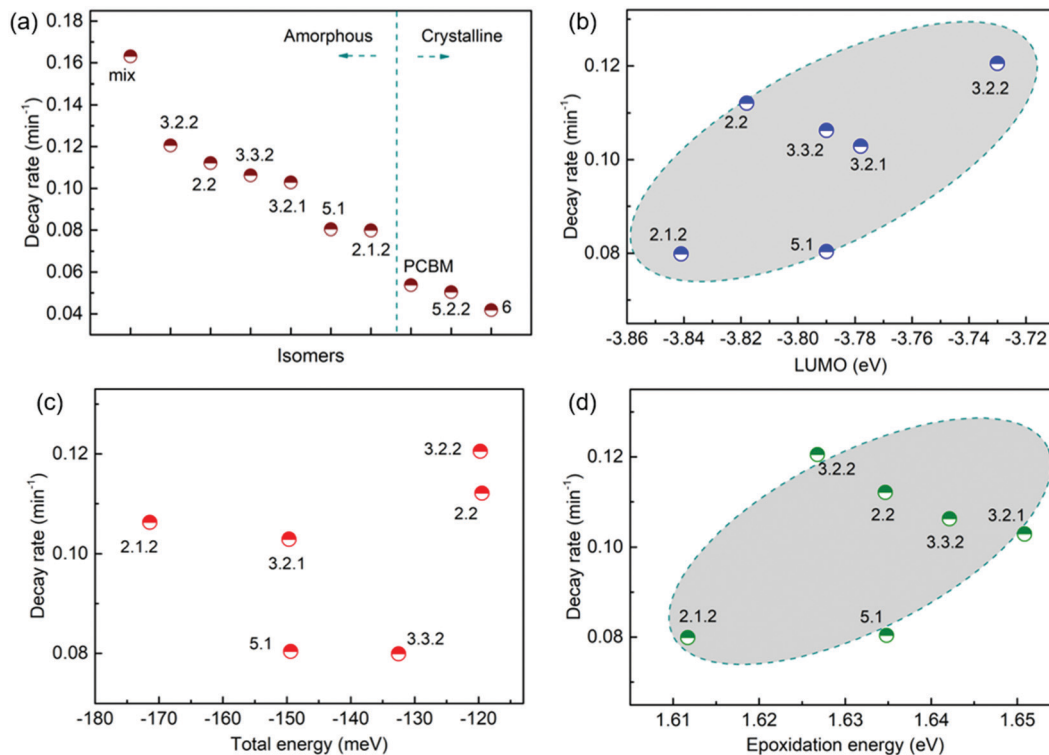 (a)
0.18
0.16
0.14
0.12
0.10
0.08
0.06
0.04
Decay rate (min⁻¹)
Amorphous
Crystalline
mix
3.2.2
2.2
3.3.2
3.2.1
5.1
2.1.2
PCBM
5.2.2
6
Isomers
(b)
0.12
0.10
0.08
Decay rate (min⁻¹)
3.2.2
2.2
3.3.2
3.2.1
2.1.2
5.1
-3.86 -3.84 -3.82 -3.80 -3.78 -3.76 -3.74 -3.72
LUMO (eV)
(c)
0.12
0.10
0.08
Decay rate (min⁻¹)
3.2.2
2.2
2.1.2
3.2.1
5.1
3.3.2
-180 -170 -160 -150 -140 -130 -120
Total energy (meV)
(d)
0.12
0.10
0.08
Decay rate (min⁻¹)
3.2.2
2.2
3.3.2
3.2.1
2.1.2
5.1
1.61 1.62 1.63 1.64 1.65
Epoxidation energy (eV)